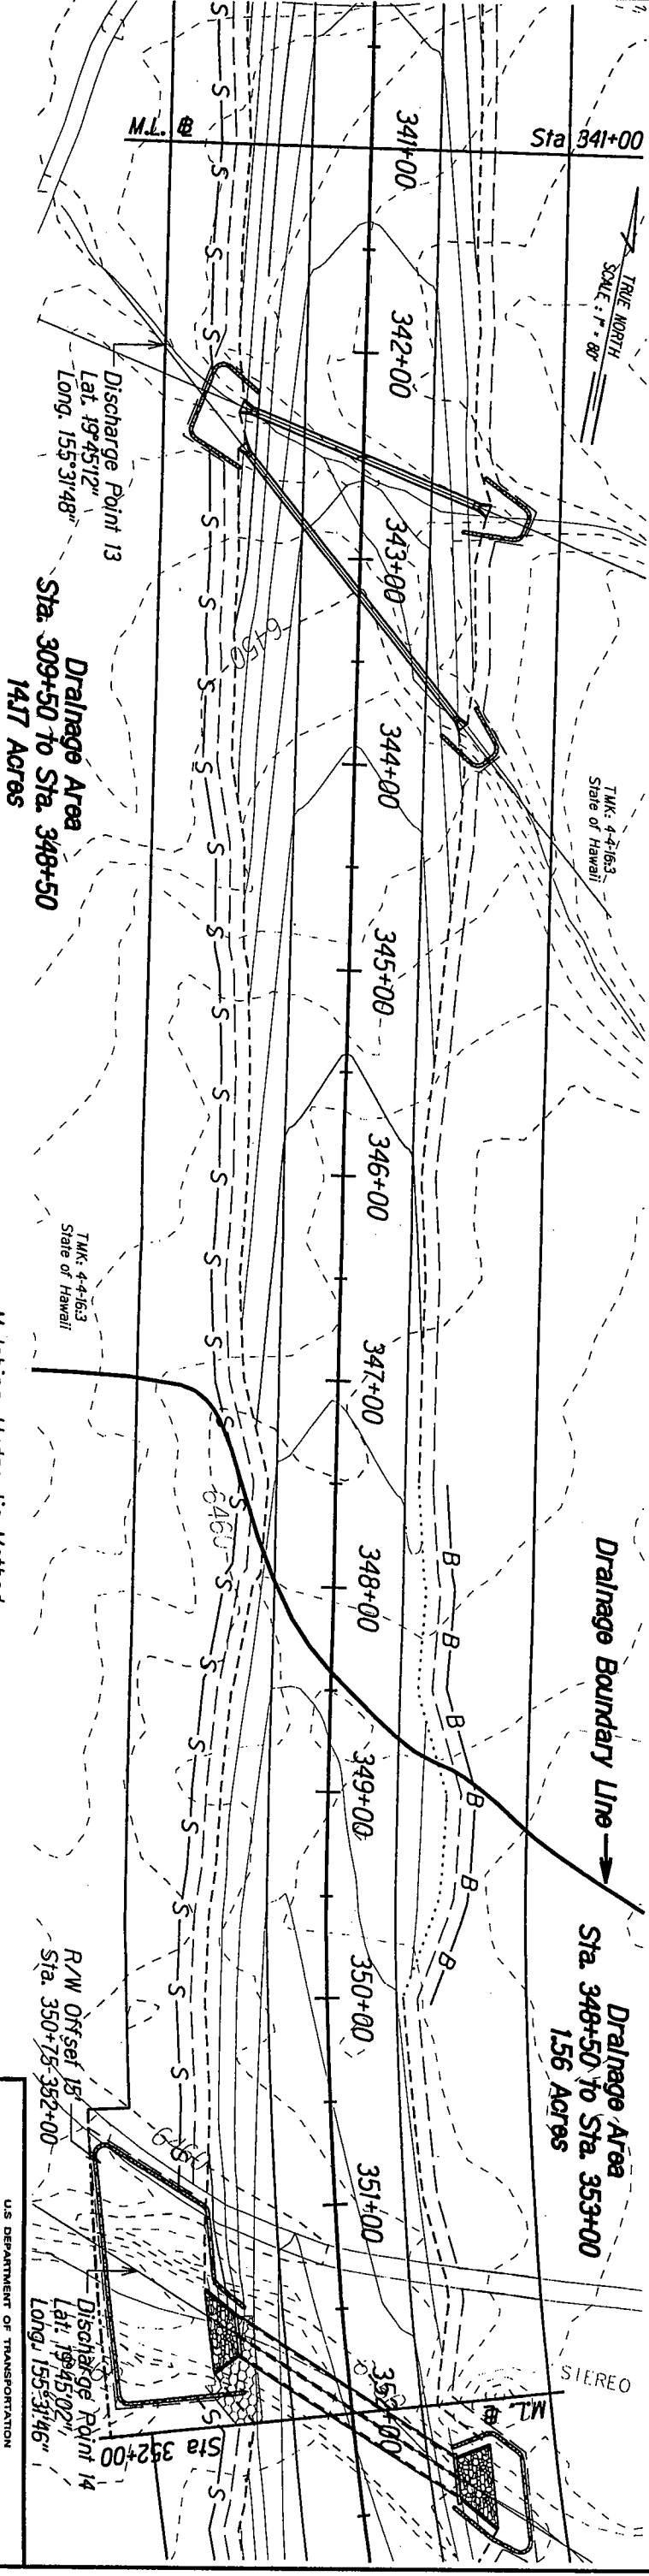 M.L. ⅊
Sta 341+00
341+00
TRUE NORTH
SCALE : 1" = 80'
342+00
Discharge Point 13
Lat. 19°45'12"
Long. 155°31'48"
343+00
6450
Drainage Area
Sta. 309+50 to Sta. 348+50
14.17 Acres
344+00
TMK: 4-4-16:3
State of Hawaii
345+00
346+00
TMK: 4-4-16:3
State of Hawaii
347+00
6460
348+00
Drainage Boundary Line
349+00
Drainage Area
Sta. 348+50 to Sta. 353+00
1.56 Acres
350+00
R/W Offset 15'
Sta. 350+75-352+00
351+00
Discharge Point 14
Lat. 19°45'02"
Long. 155°31'46"
STEREO
352+00
M.L. ⅊
Sta 352+00
U.S DEPARTMENT OF TRANSPORTATION